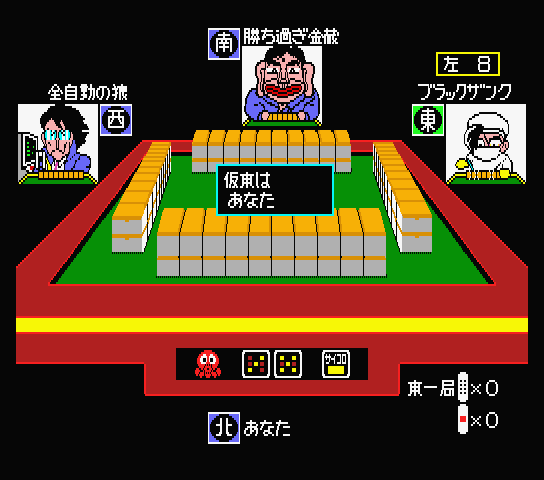 南 勝ち過ぎ金蔵
左 8
全自動の狼
西
ブラックザンク
東
仮東は
あなた
サイコロ
東一局 ×0
×0
北 あなた